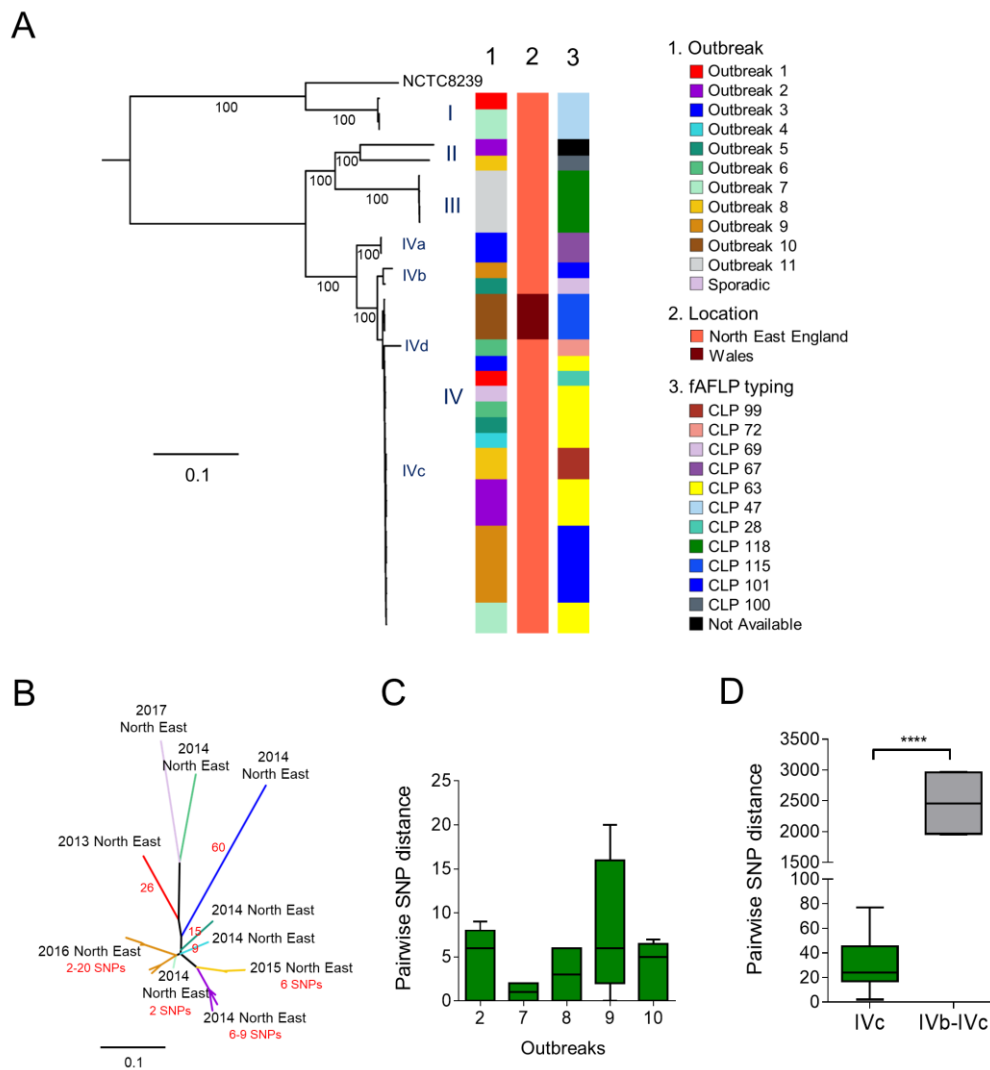 A
1 2 3
NCTC8239
100
I
100
100
II
100
III
100
IVa
100
IVb
100
100
IVd
IV
IVc
0.1
1. Outbreak
Outbreak 1
Outbreak 2
Outbreak 3
Outbreak 4
Outbreak 5
Outbreak 6
Outbreak 7
Outbreak 8
Outbreak 9
Outbreak 10
Outbreak 11
Sporadic
2. Location
North East England
Wales
3. fAFLP typing
CLP 99
CLP 72
CLP 69
CLP 67
CLP 63
CLP 47
CLP 28
CLP 118
CLP 115
CLP 101
CLP 100
Not Available
B
2017
North East
2014
North East
2014
North East
2013 North East
60
26
15
2014 North East
9
2014 North East
2016 North East
2-20 SNPs
2015 North East
6 SNPs
2014
North East
2 SNPs
2014 North East
6-9 SNPs
0.1
C
Pairwise SNP distance
25
20
15
10
5
0
2 7 8 9 10
Outbreaks
D
Pairwise SNP distance
3500
3000
2500
2000
1500
100
80
60
40
20
0
****
IVc IVb-IVc